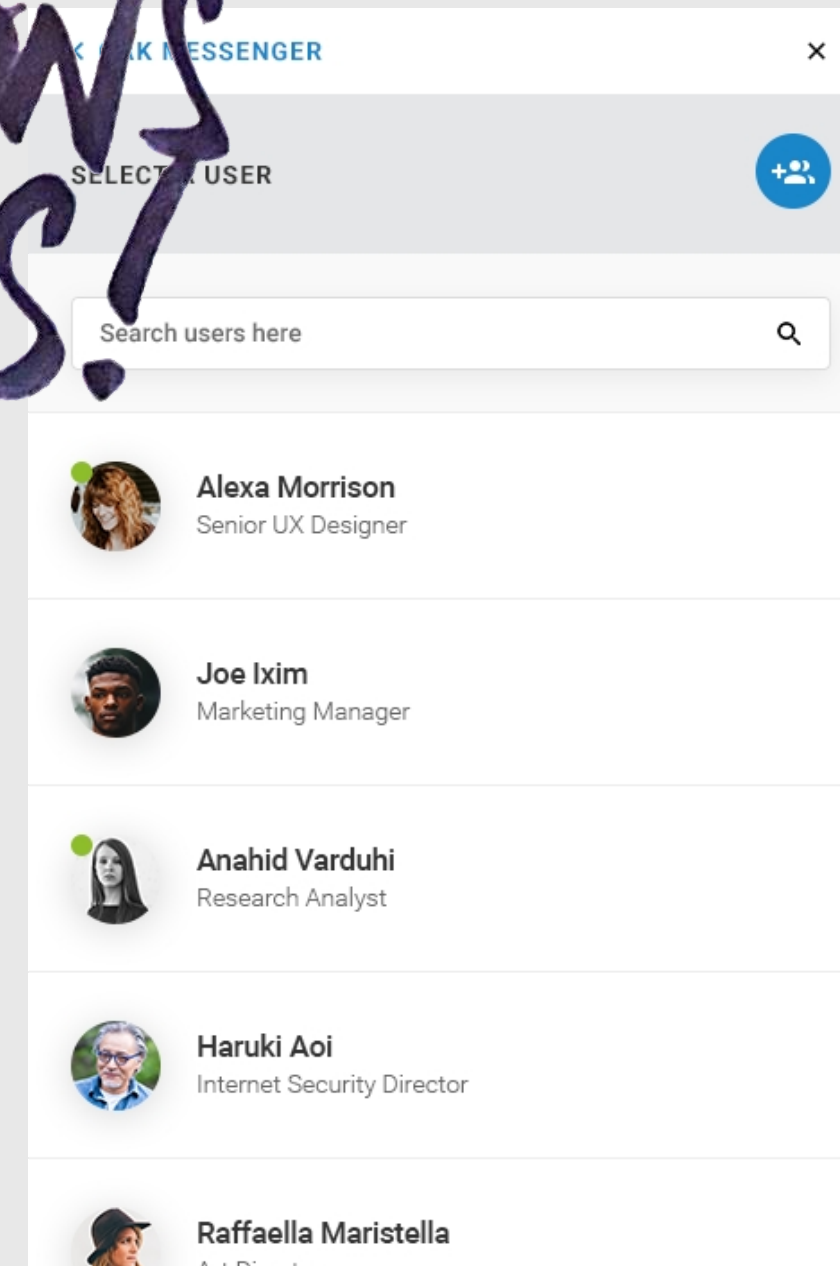 WS
S!
MESSENGER
SELECT A USER
Search users here
Alexa Morrison
Senior UX Designer
Joe Ixim
Marketing Manager
Anahid Varduhi
Research Analyst
Haruki Aoi
Internet Security Director
Raffaella Maristella